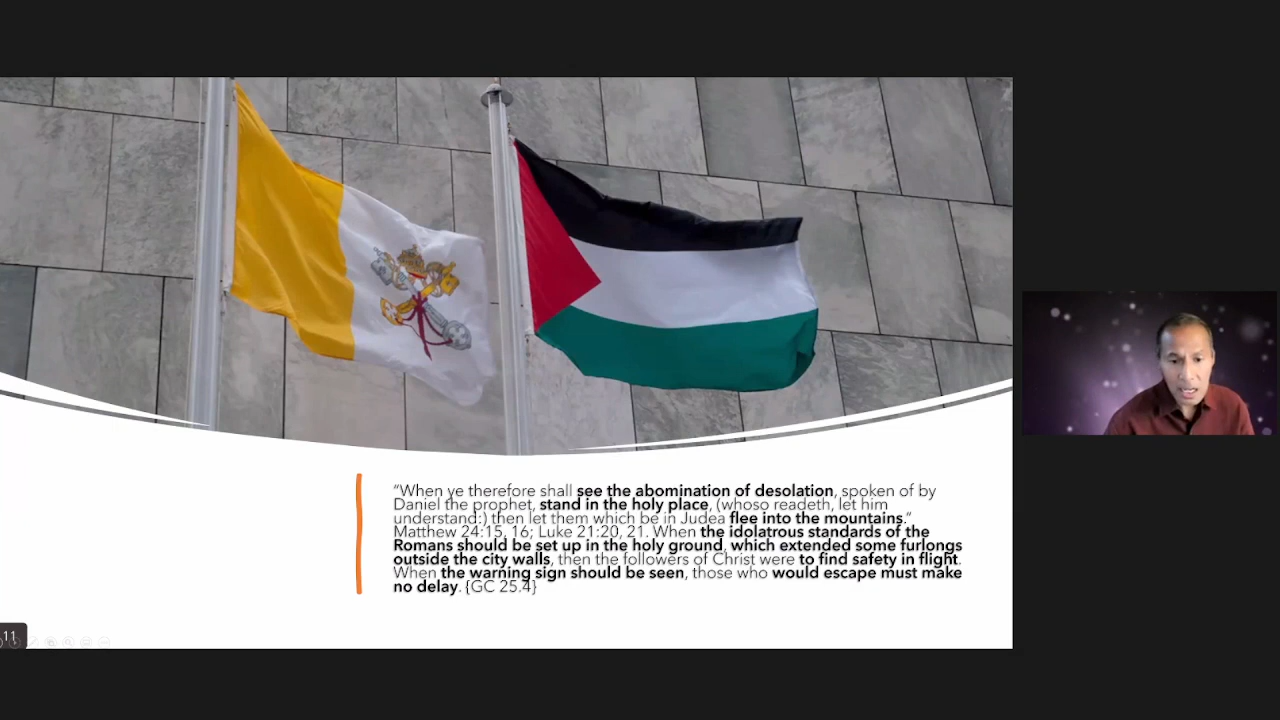 “When ye therefore shall see the abomination of desolation, spoken of by
Daniel the prophet, stand in the holy place, (whoso readeth, let him
understand:) then let them which be in Judea flee into the mountains.”
Matthew 24:15, 16; Luke 21:20, 21. When the idolatrous standards of the
Romans should be set up in the holy ground, which extended some furlongs
outside the city walls, then the followers of Christ were to find safety in flight.
When the warning sign should be seen, those who would escape must make
no delay. {GC 25.4}
11